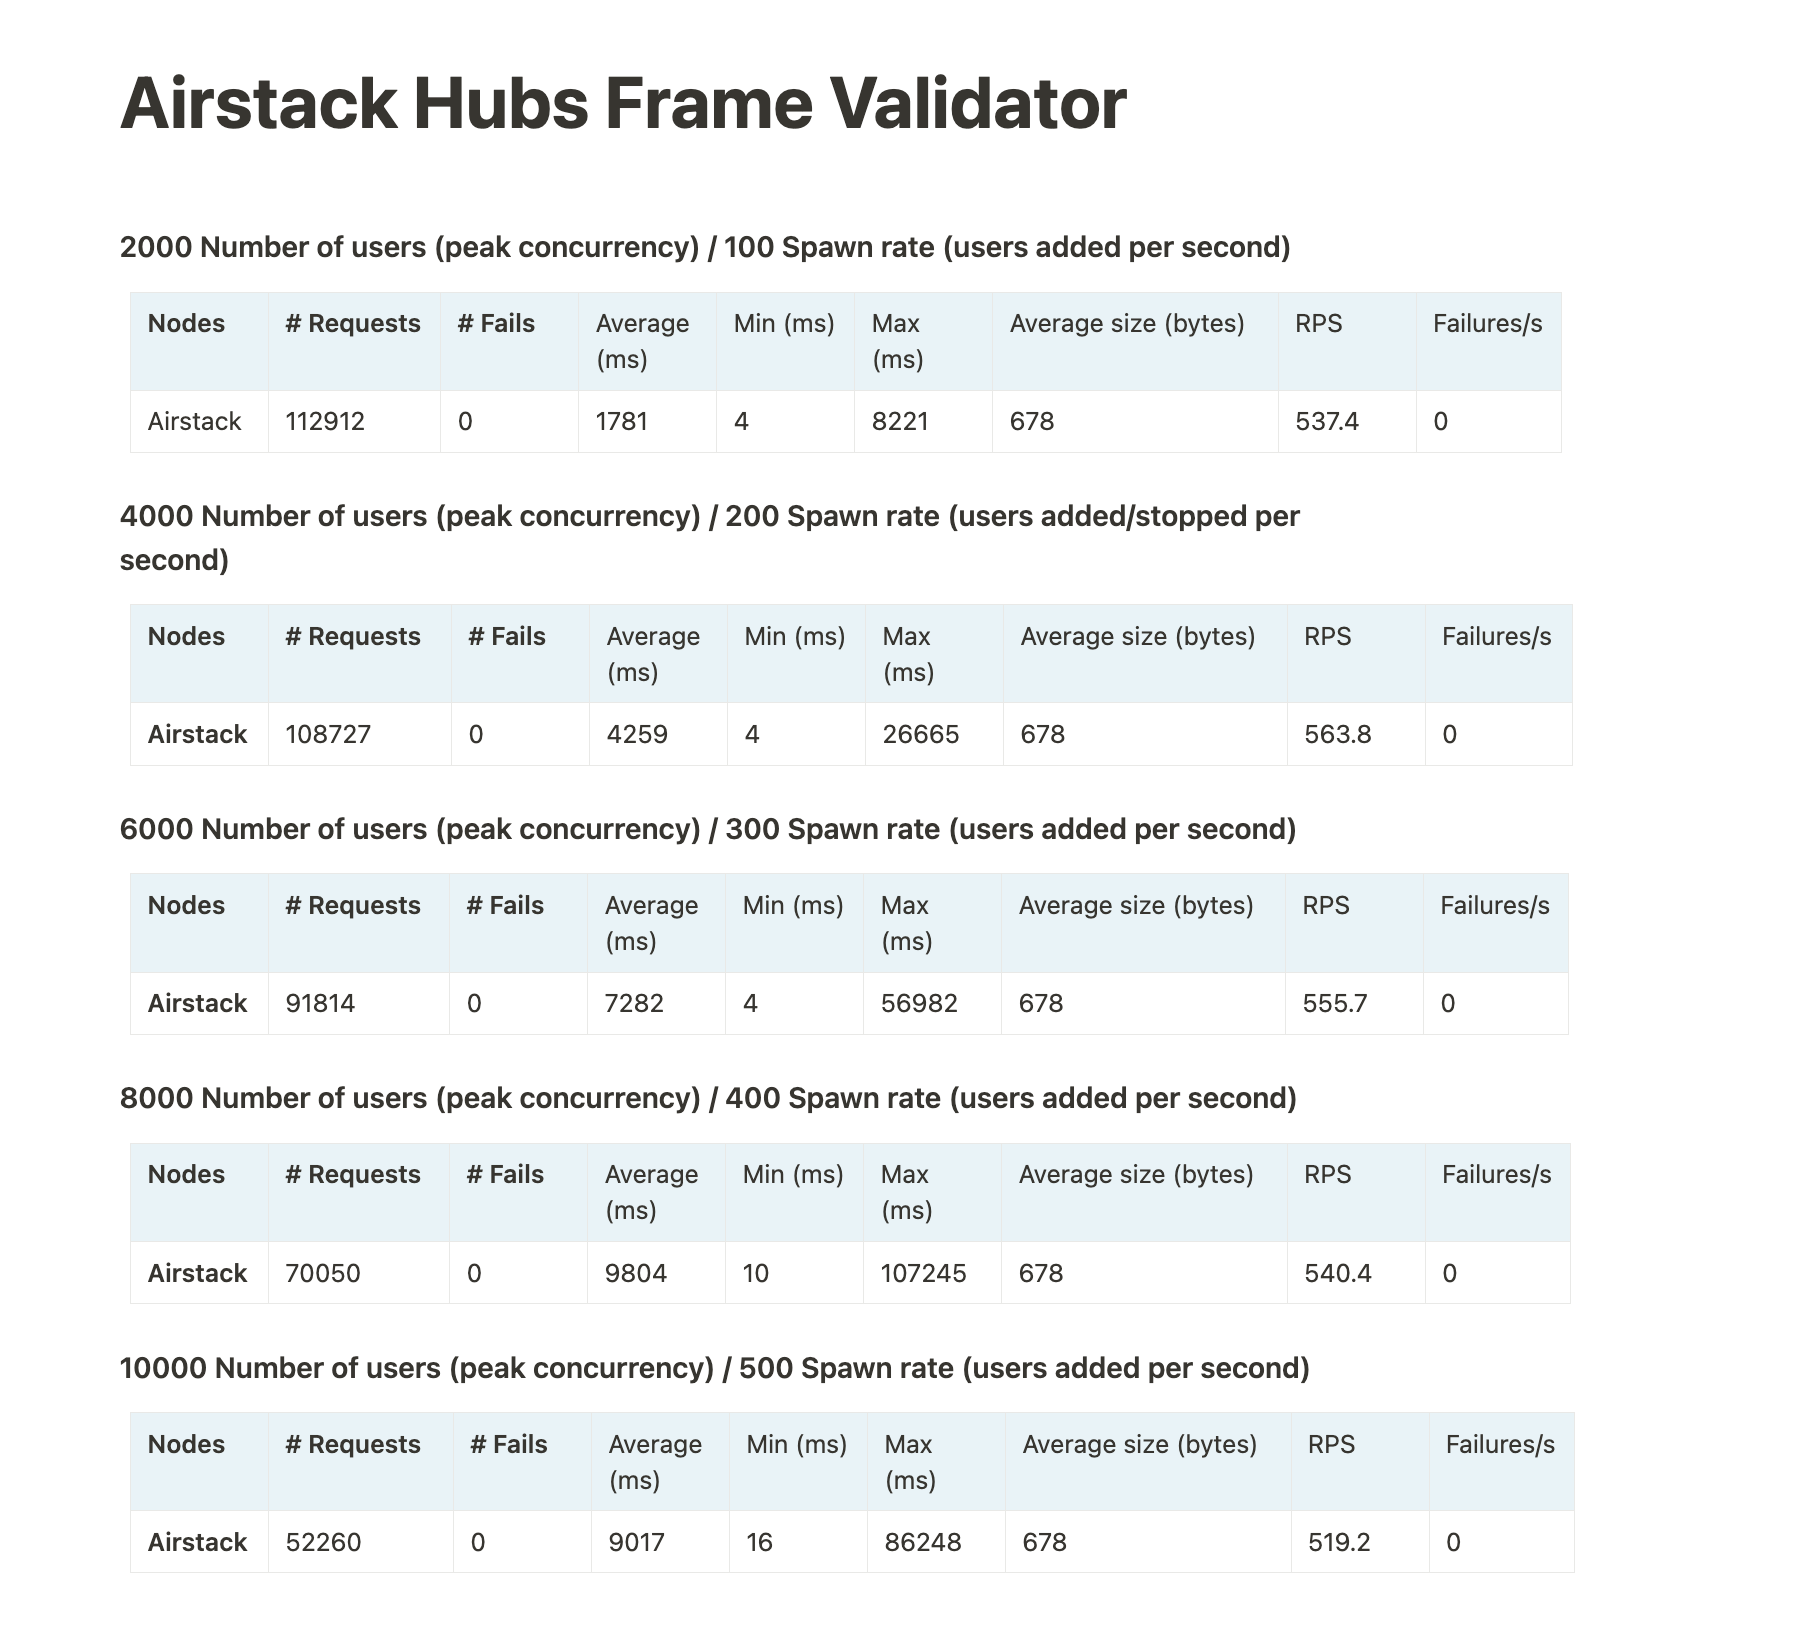 Airstack Hubs Frame Validator
2000 Number of users (peak concurrency) / 100 Spawn rate (users added per second)
Nodes # Requests # Fails Average (ms) Min (ms) Max (ms) Average size (bytes) RPS Failures/s
Airstack 112912 0 1781 4 8221 678 537.4 0
4000 Number of users (peak concurrency) / 200 Spawn rate (users added/stopped per
second)
Nodes # Requests # Fails Average (ms) Min (ms) Max (ms) Average size (bytes) RPS Failures/s
Airstack 108727 0 4259 4 26665 678 563.8 0
6000 Number of users (peak concurrency) / 300 Spawn rate (users added per second)
Nodes # Requests # Fails Average (ms) Min (ms) Max (ms) Average size (bytes) RPS Failures/s
Airstack 91814 0 7282 4 56982 678 555.7 0
8000 Number of users (peak concurrency) / 400 Spawn rate (users added per second)
Nodes # Requests # Fails Average (ms) Min (ms) Max (ms) Average size (bytes) RPS Failures/s
Airstack 70050 0 9804 10 107245 678 540.4 0
10000 Number of users (peak concurrency) / 500 Spawn rate (users added per second)
Nodes # Requests # Fails Average (ms) Min (ms) Max (ms) Average size (bytes) RPS Failures/s
Airstack 52260 0 9017 16 86248 678 519.2 0